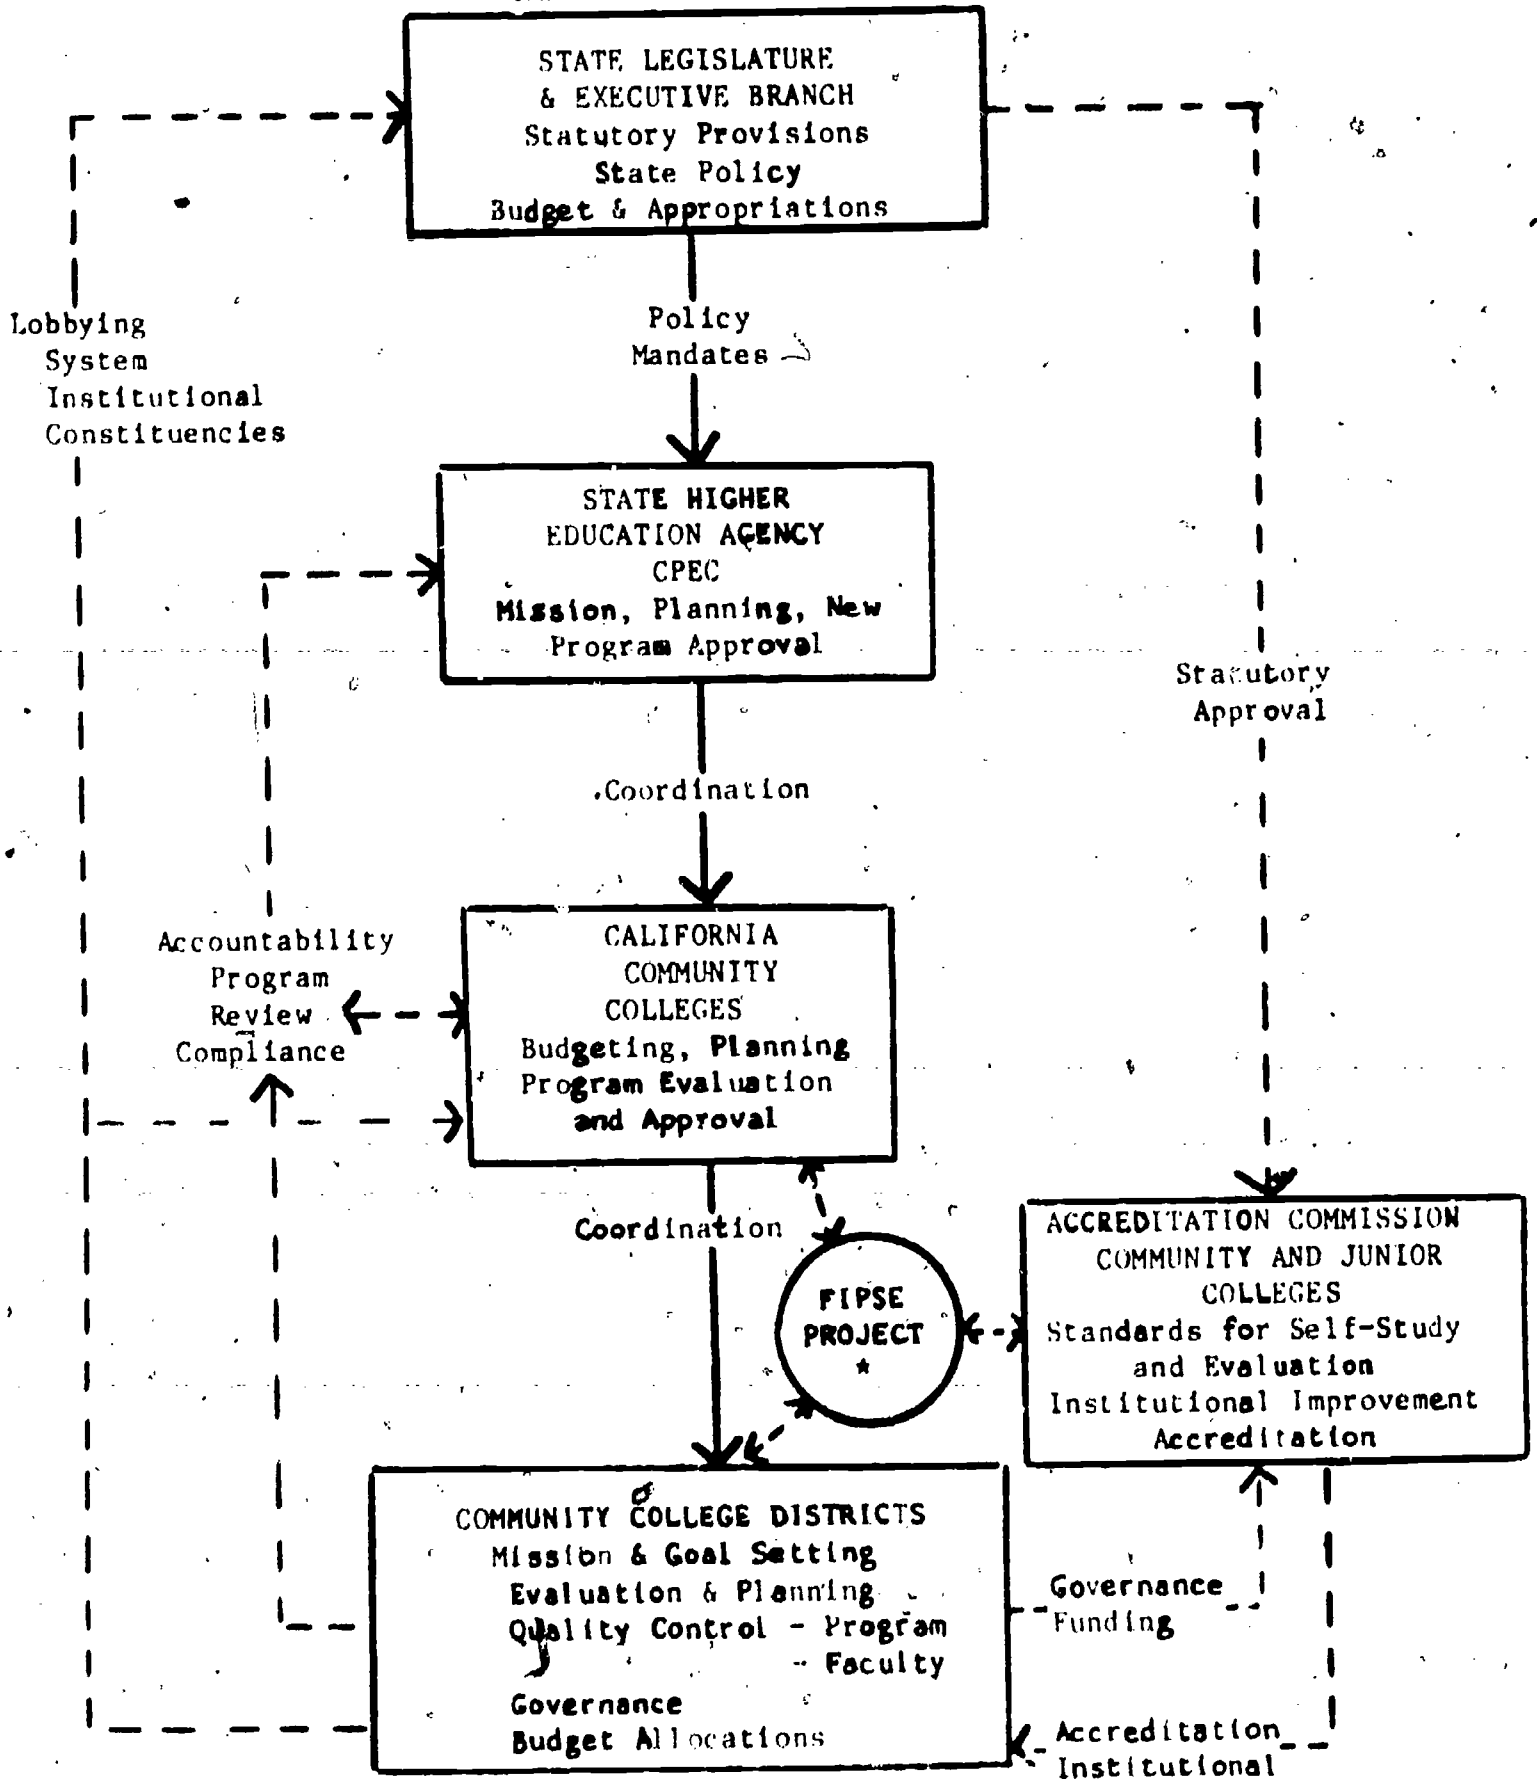 STATE LEGISLATURE
& EXECUTIVE BRANCH
Statutory Provisions
State Policy
Budget & Appropriations
Lobbying
System
Institutional
Constituencies
Policy
Mandates
STATE HIGHER
EDUCATION AGENCY
CPEC
Mission, Planning, New
Program Approval
Statutory
Approval
Coordination
Accountability
Program
Review
Compliance
CALIFORNIA
COMMUNITY
COLLEGES
Budgeting, Planning
Program Evaluation
and Approval
Coordination
FIPSE
PROJECT
*
ACCREDITATION COMMISSION
COMMUNITY AND JUNIOR
COLLEGES
Standards for Self-Study
and Evaluation
Institutional Improvement
Accreditation
COMMUNITY COLLEGE DISTRICTS
Mission & Goal Setting
Evaluation & Planning
Quality Control - Program
- Faculty
Governance
Budget Allocations
Governance
Funding
Accreditation
Institutional